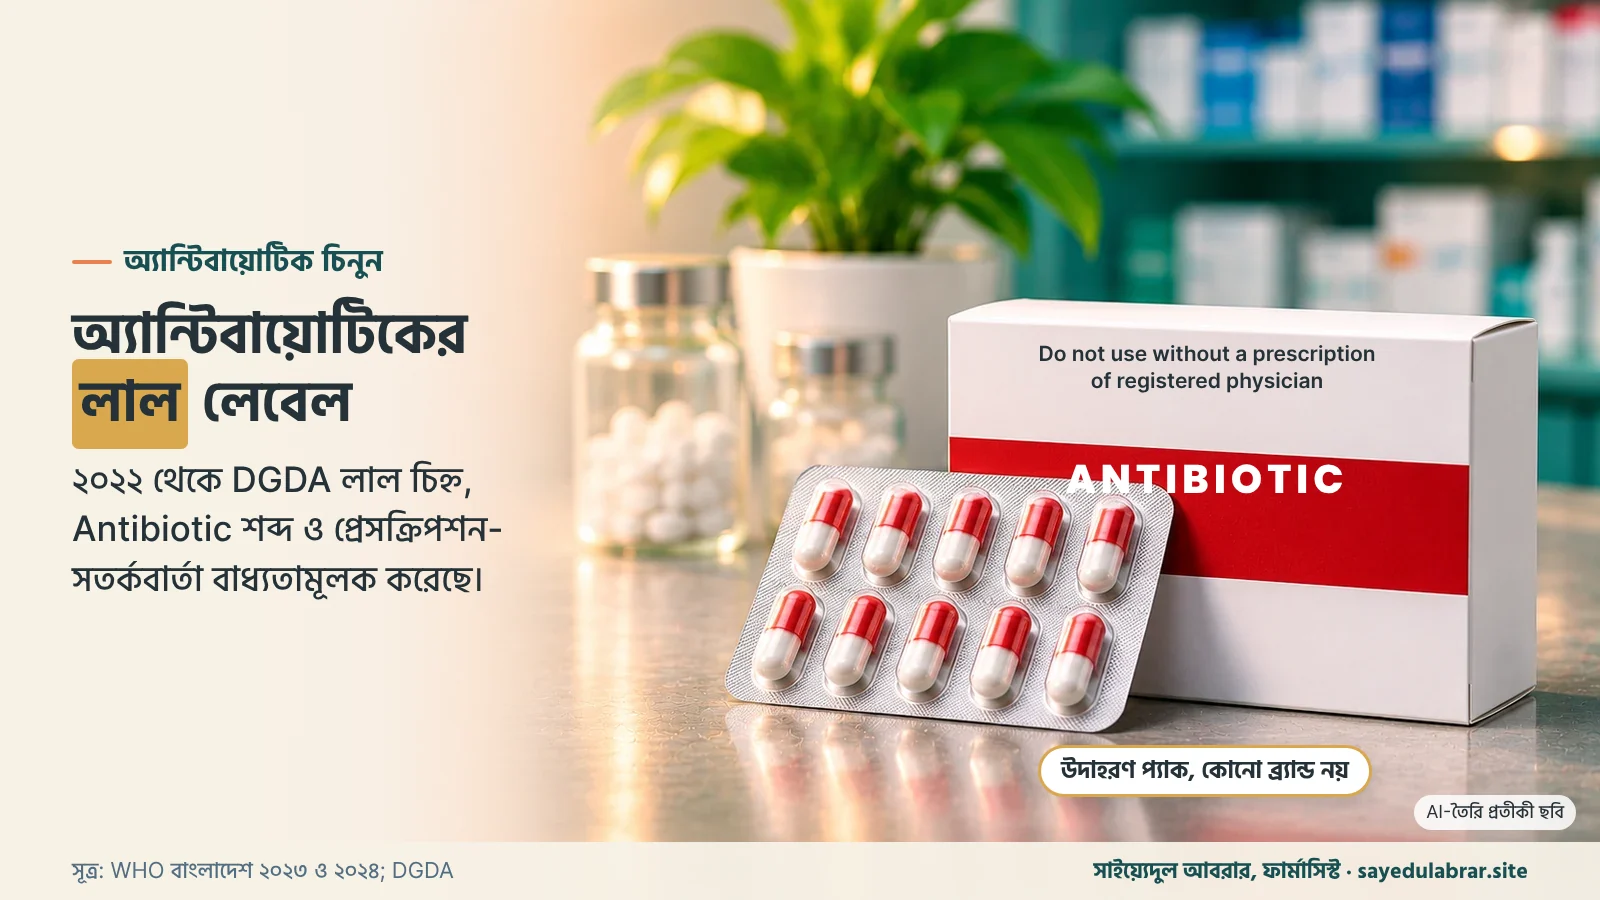 অ্যান্টিবায়োটিক চিনুন
অ্যান্টিবায়োটিকের
লাল লেবেল
২০২২ থেকে DGDA লাল চিহ্ন,
Antibiotic শব্দ ও প্রেসক্রিপশন-
সতর্কবার্তা বাধ্যতামূলক করেছে।
Do not use without a prescription
of registered physician
ANTIBIOTIC
উদাহরণ প্যাক, কোনো ব্র্যান্ড নয়
AI-তৈরি প্রতীকী ছবি
সূত্র: WHO বাংলাদেশ ২০২৩ ও ২০২৪; DGDA
সাইয়্যেদুল আবরার, ফার্মাসিস্ট · sayedulabrar.site